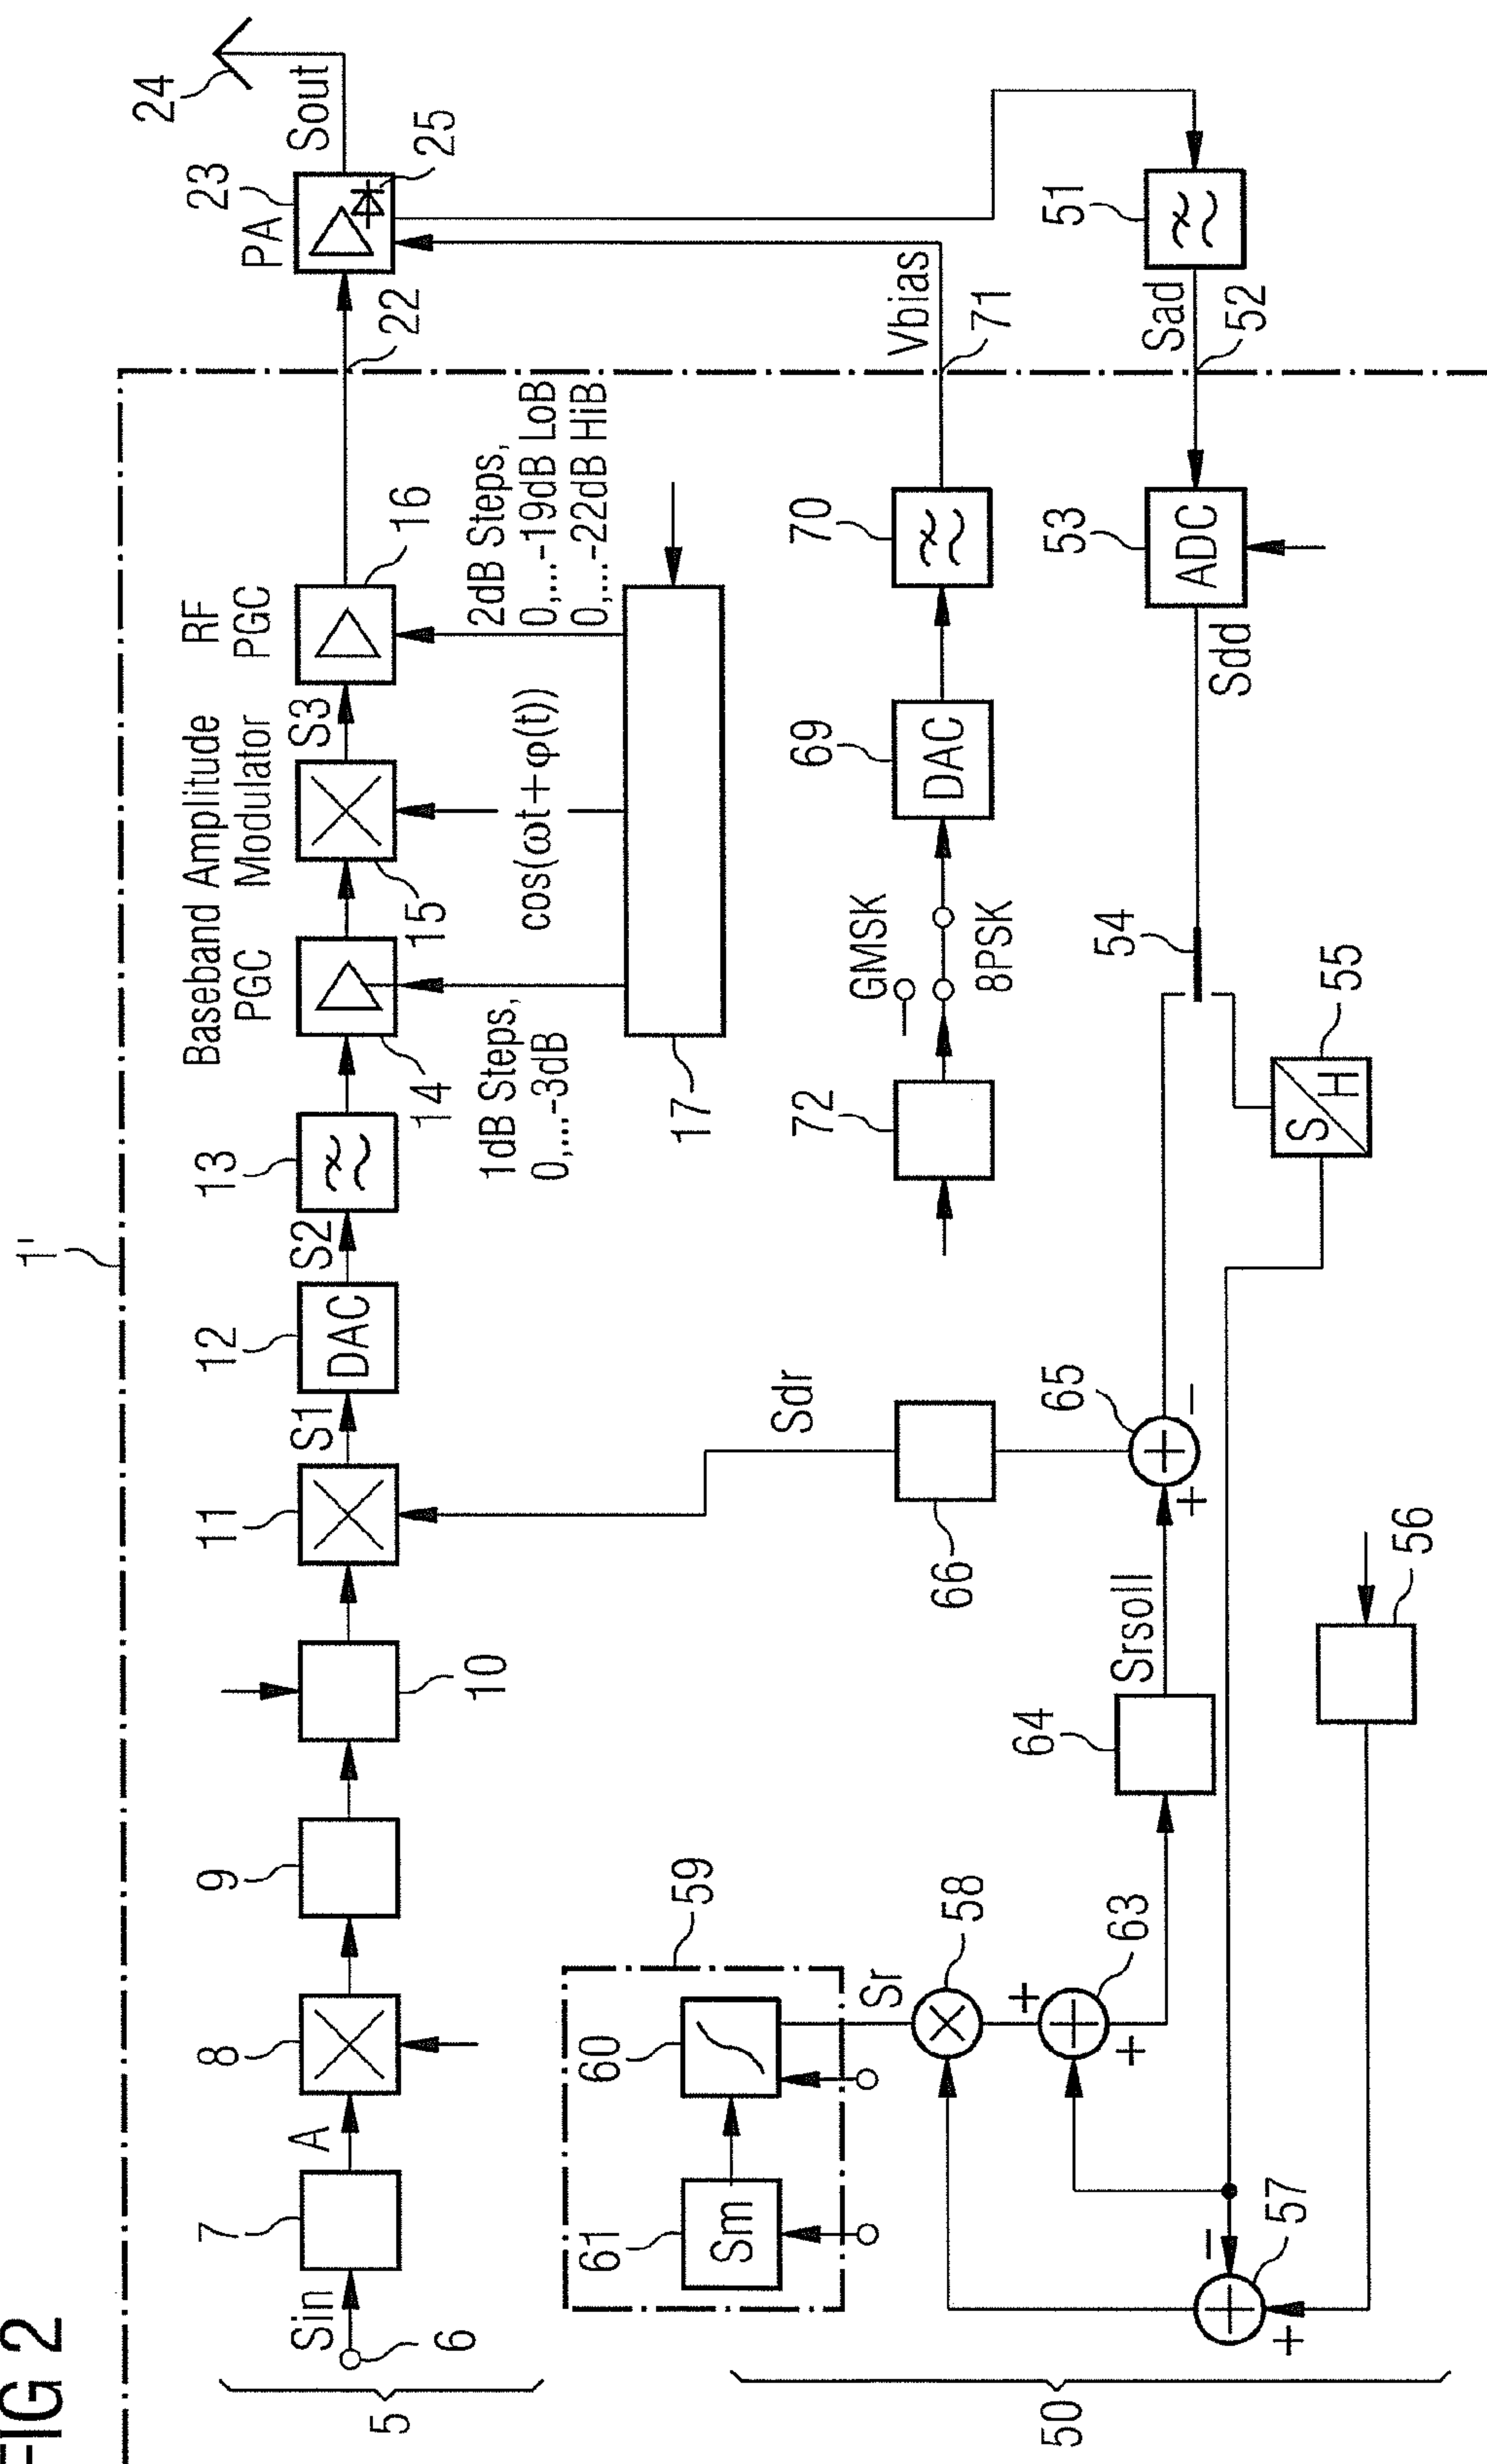 FIG 2
1'
5
Sin
6
7
A
8
9
10
11
S1
12
DAC
S2
13
Baseband
PGC
14
1dB Steps,
0,...-3dB
Amplitude
Modulator
15
cos(ωt+φ(t))
S3
RF
PGC
16
2dB Steps,
0,...-19dB LoB
0,...-22dB HiB
17
22
PA
23
25
Sout
24
72
GMSK
8PSK
69
DAC
70
Vbias
71
51
Sad
52
53
ADC
Sdd
54
55
S
H
Sdr
66
65
+
−
Srsoll
64
56
59
60
61
Sm
Sr
58
63
+
+
57
−
+
50